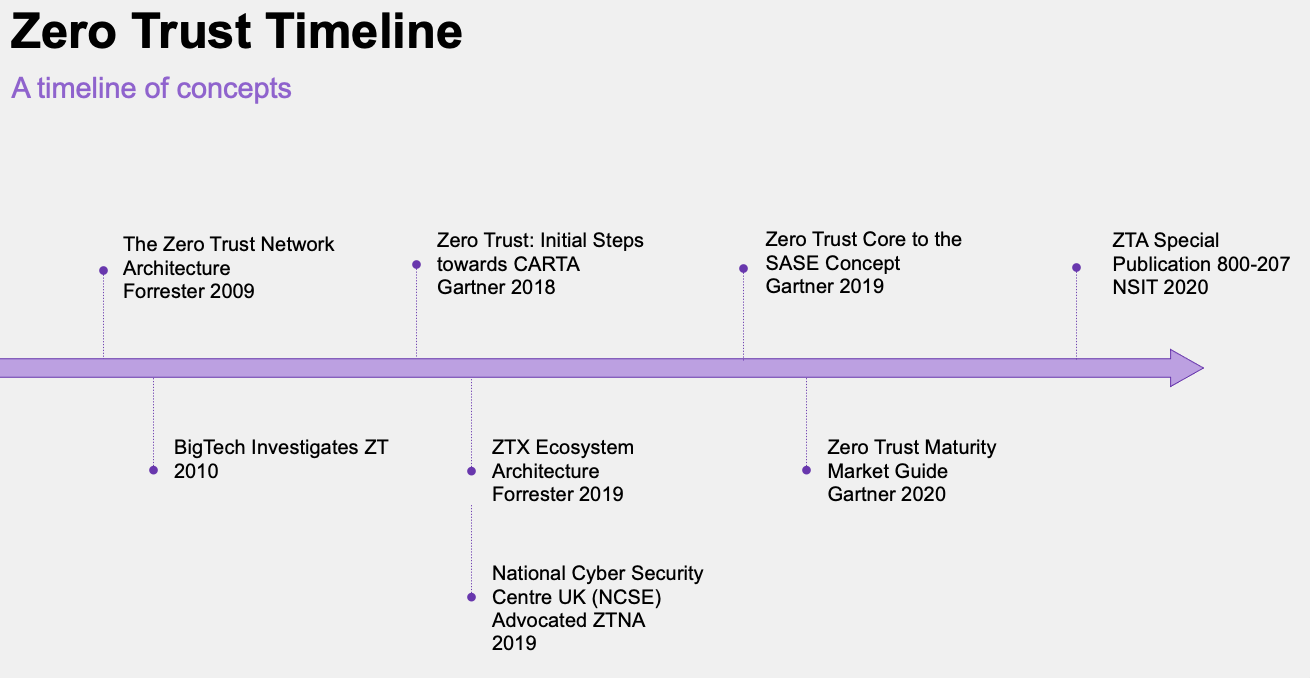 Zero Trust Timeline
A timeline of concepts
The Zero Trust Network
Architecture
Forrester 2009
Zero Trust: Initial Steps
towards CARTA
Gartner 2018
Zero Trust Core to the
SASE Concept
Gartner 2019
ZTA Special
Publication 800-207
NSIT 2020
BigTech Investigates ZT
2010
ZTX Ecosystem
Architecture
Forrester 2019
Zero Trust Maturity
Market Guide
Gartner 2020
National Cyber Security
Centre UK (NCSE)
Advocated ZTNA
2019